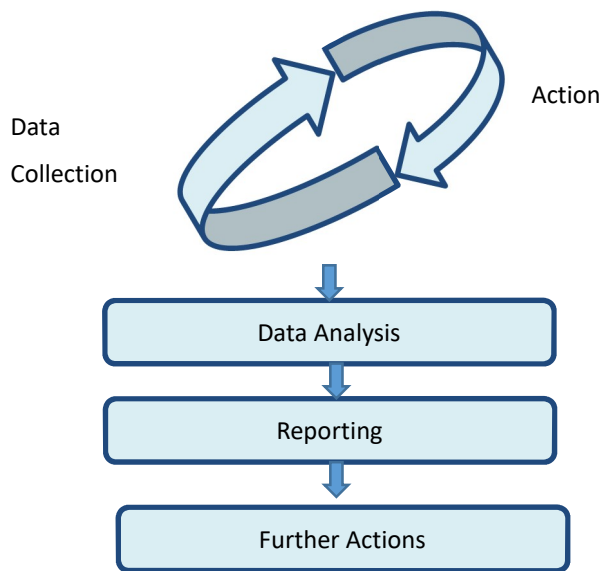 Action
Data
Collection
Data Analysis
Reporting
Further Actions